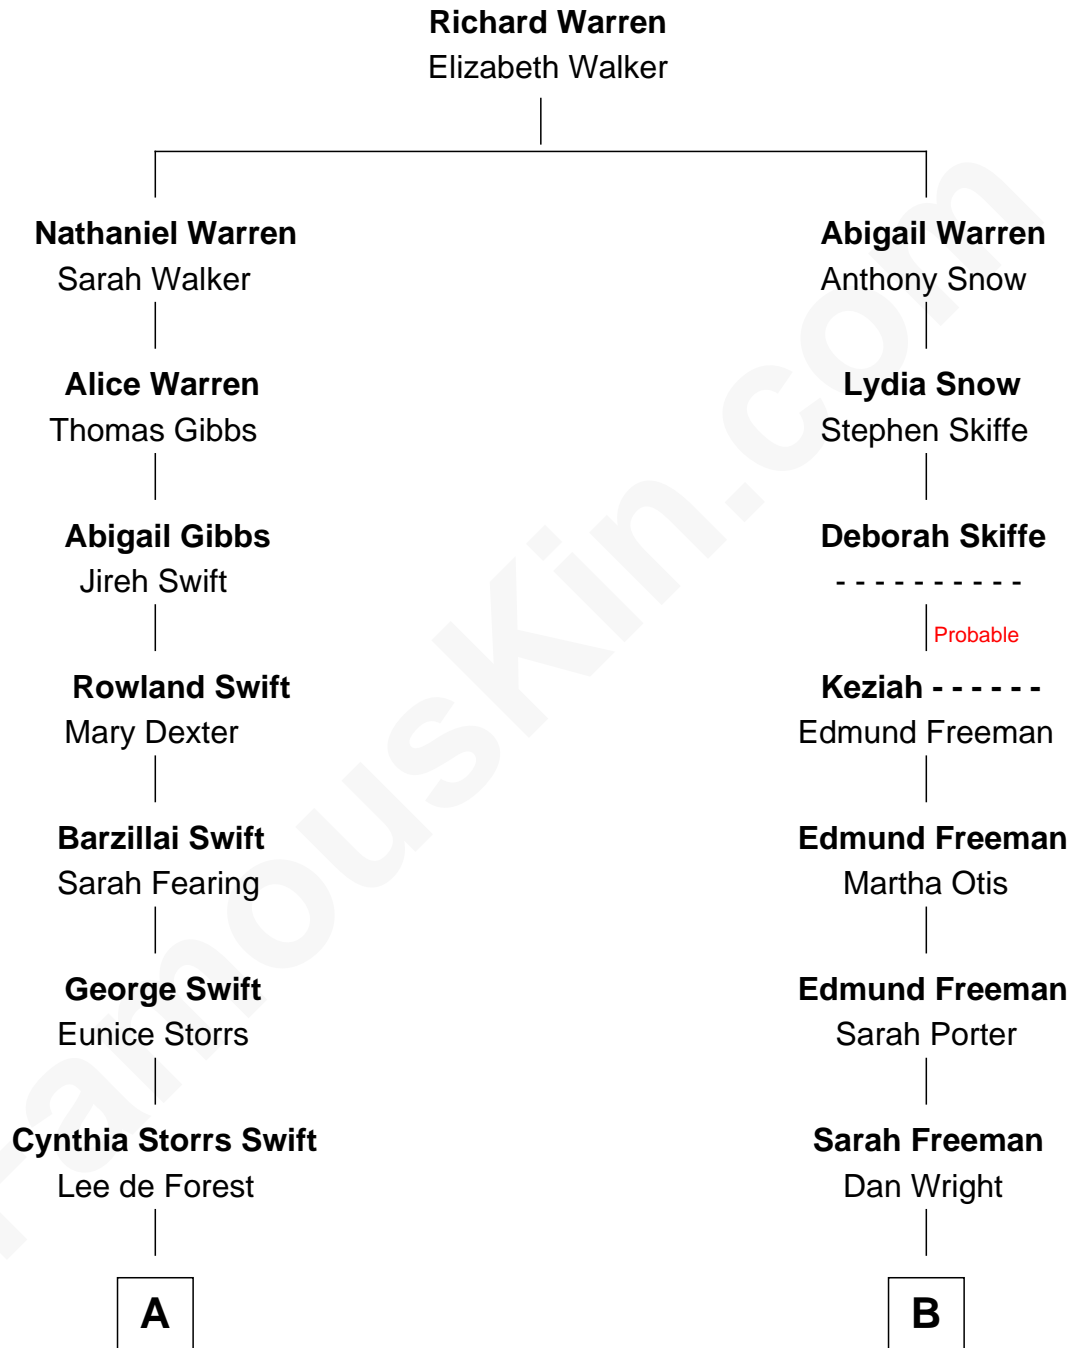 Richard Warren
Elizabeth Walker
Nathaniel Warren
Sarah Walker
Abigail Warren
Anthony Snow
Alice Warren
Thomas Gibbs
Lydia Snow
Stephen Skiffe
Abigail Gibbs
Jireh Swift
Deborah Skiffe
- - - - - - - - - -
Probable
Rowland Swift
Mary Dexter
Keziah - - - - - -
Edmund Freeman
Barzillai Swift
Sarah Fearing
Edmund Freeman
Martha Otis
George Swift
Eunice Storrs
Edmund Freeman
Sarah Porter
Cynthia Storrs Swift
Lee de Forest
Sarah Freeman
Dan Wright
A
B
FamousKin.com